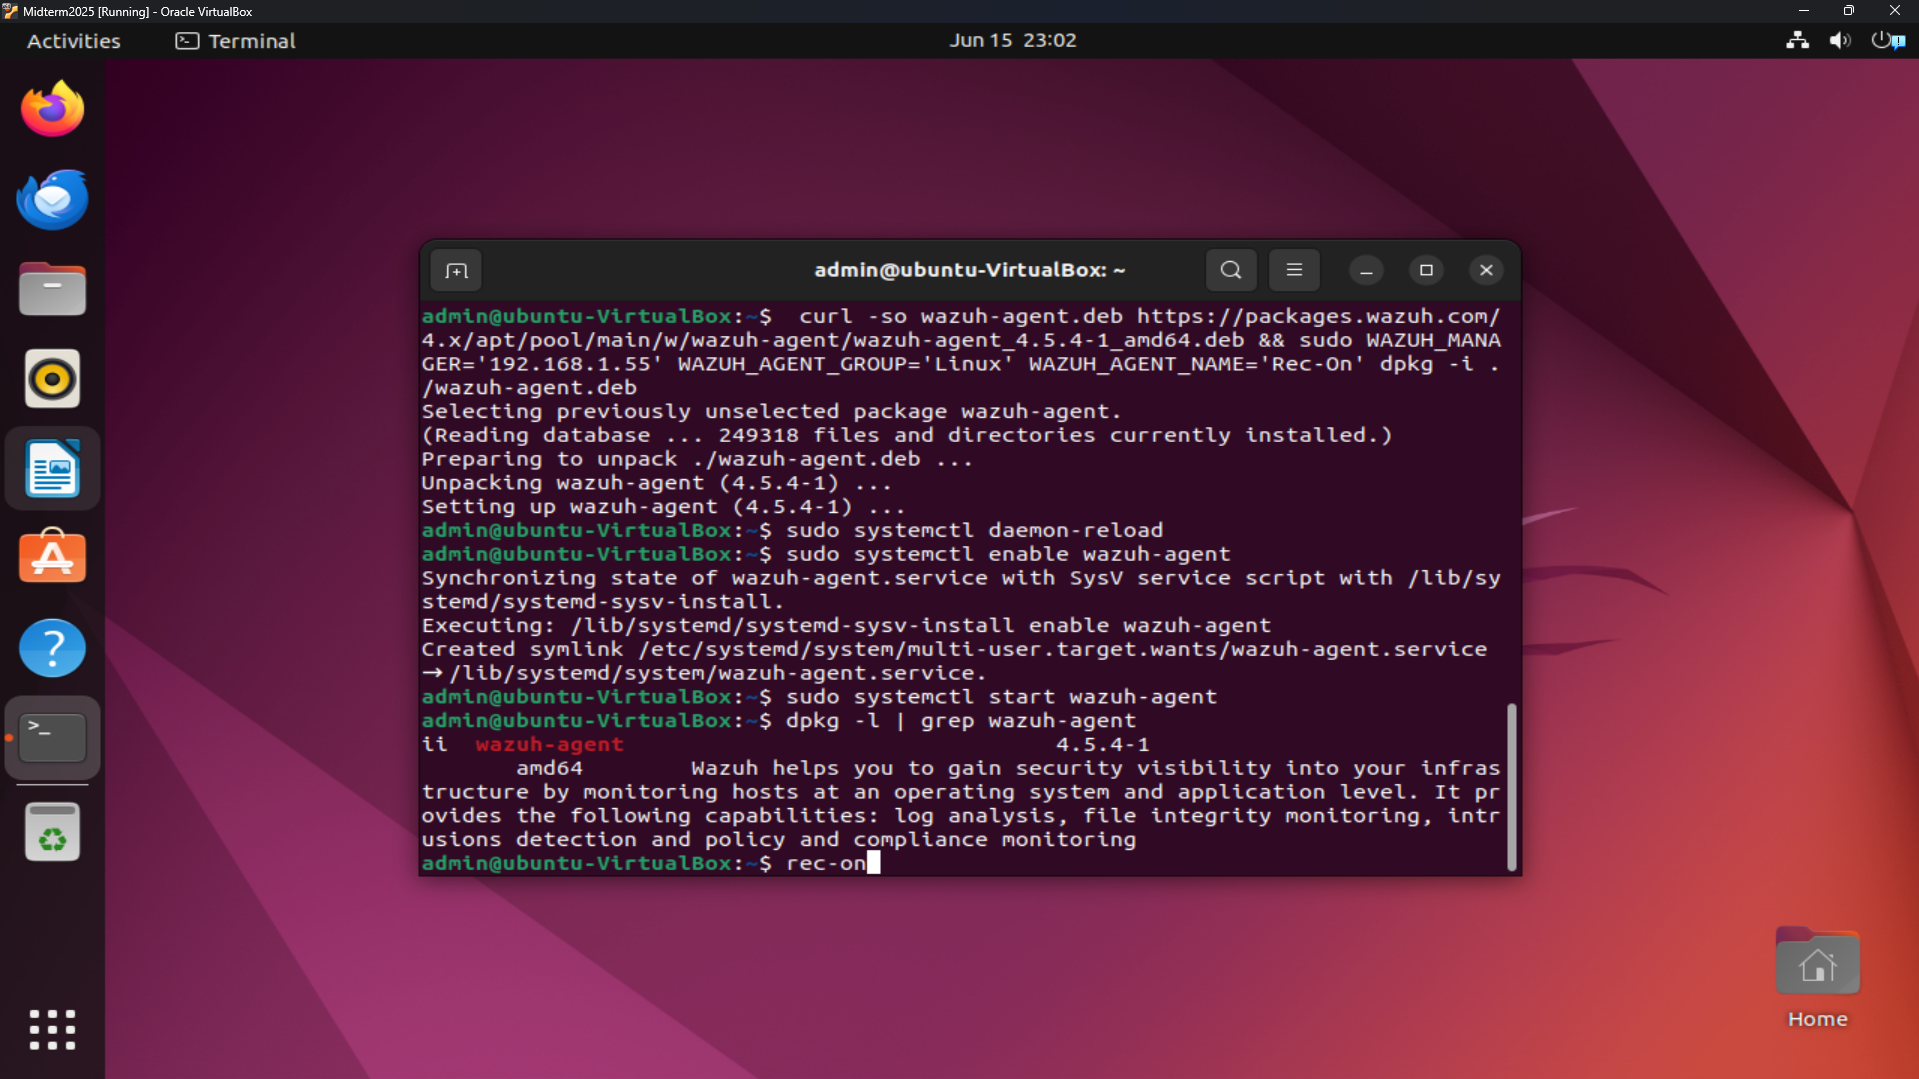 Midterm2025 [Running] - Oracle VirtualBox
Activities
Terminal
Jun 15 23:02
admin@ubuntu-VirtualBox: ~
admin@ubuntu-VirtualBox:~$  curl -so wazuh-agent.deb https://packages.wazuh.com/
4.x/apt/pool/main/w/wazuh-agent/wazuh-agent_4.5.4-1_amd64.deb && sudo WAZUH_MANA
GER='192.168.1.55' WAZUH_AGENT_GROUP='Linux' WAZUH_AGENT_NAME='Rec-On' dpkg -i .
/wazuh-agent.deb
Selecting previously unselected package wazuh-agent.
(Reading database ... 249318 files and directories currently installed.)
Preparing to unpack ./wazuh-agent.deb ...
Unpacking wazuh-agent (4.5.4-1) ...
Setting up wazuh-agent (4.5.4-1) ...
admin@ubuntu-VirtualBox:~$ sudo systemctl daemon-reload
admin@ubuntu-VirtualBox:~$ sudo systemctl enable wazuh-agent
Synchronizing state of wazuh-agent.service with SysV service script with /lib/sy
stemd/systemd-sysv-install.
Executing: /lib/systemd/systemd-sysv-install enable wazuh-agent
Created symlink /etc/systemd/system/multi-user.target.wants/wazuh-agent.service
→ /lib/systemd/system/wazuh-agent.service.
admin@ubuntu-VirtualBox:~$ sudo systemctl start wazuh-agent
admin@ubuntu-VirtualBox:~$ dpkg -l | grep wazuh-agent
ii  wazuh-agent                                4.5.4-1
       amd64        Wazuh helps you to gain security visibility into your infras
tructure by monitoring hosts at an operating system and application level. It pr
ovides the following capabilities: log analysis, file integrity monitoring, intr
usions detection and policy and compliance monitoring
admin@ubuntu-VirtualBox:~$ rec-on
Home